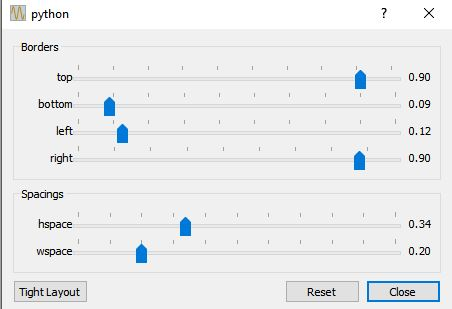 python
?
Borders
top 0.90
bottom 0.09
left 0.12
right 0.90
Spacings
hspace 0.34
wspace 0.20
Tight Layout Reset Close